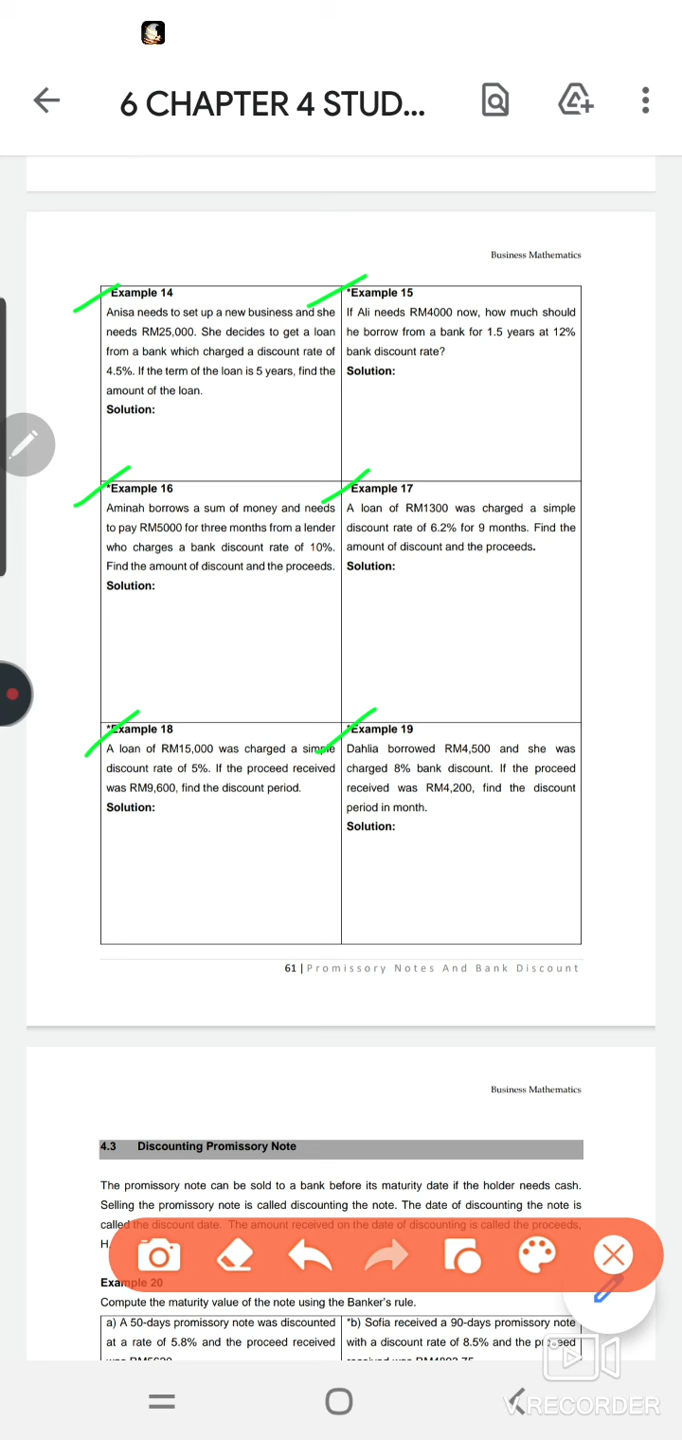 6 CHAPTER 4 STUD...
Business Mathematics
*Example 14
Anisa needs to set up a new business and she
needs RM25,000. She decides to get a loan
from a bank which charged a discount rate of
4.5%. If the term of the loan is 5 years, find the
amount of the loan.
Solution:
*Example 15
If Ali needs RM4000 now, how much should
he borrow from a bank for 1.5 years at 12%
bank discount rate?
Solution:
*Example 16
Aminah borrows a sum of money and needs
to pay RM5000 for three months from a lender
who charges a bank discount rate of 10%.
Find the amount of discount and the proceeds.
Solution:
Example 17
A loan of RM1300 was charged a simple
discount rate of 6.2% for 9 months. Find the
amount of discount and the proceeds.
Solution:
*Example 18
A loan of RM15,000 was charged a simple
discount rate of 5%. If the proceed received
was RM9,600, find the discount period.
Solution:
*Example 19
Dahlia borrowed RM4,500 and she was
charged 8% bank discount. If the proceed
received was RM4,200, find the discount
period in month.
Solution:
61 | Promissory Notes And Bank Discount
Business Mathematics
4.3 Discounting Promissory Note
The promissory note can be sold to a bank before its maturity date if the holder needs cash.
Selling the promissory note is called discounting the note. The date of discounting the note is
called the discount date. The amount received on the date of discounting is called the proceeds.
Example 20
Compute the maturity value of the note using the Banker's rule.
a) A 50-days promissory note was discounted
at a rate of 5.8% and the proceed received
*b) Sofia received a 90-days promissory note
with a discount rate of 8.5% and the proceed
V RECORDER